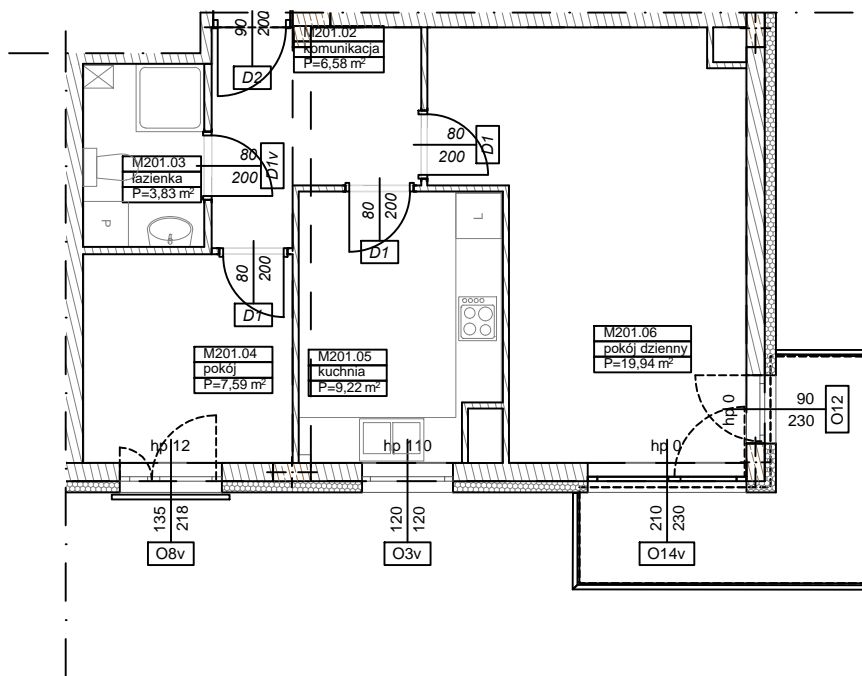 90
200
D2
M201.02
komunikacja
P=6,58 m²
80
200
D1v
80
200
D1
M201.03
łazienka
P=3,83 m²
P
80
200
D1
L
80
200
D1
M201.04
pokój
P=7,59 m²
M201.05
kuchnia
P=9,22 m²
M201.06
pokój dzienny
P=19,94 m²
hp 0
90
230
O12
hp 12
hp 110
hp 0
135
218
O8v
120
120
O3v
210
230
O14v